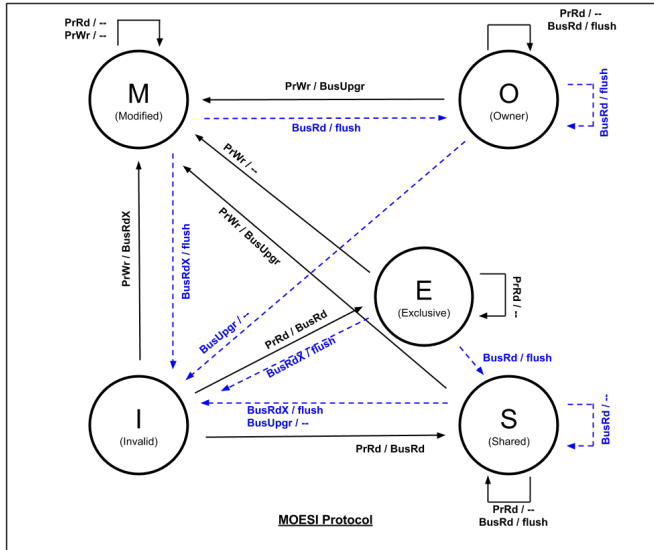 PrRd / --
PrWr / --
PrRd / --
BusRd / flush
M
(Modified)
O
(Owner)
BusRd / flush
PrWr / BusUpgr
BusRd / flush
PrWr / --
PrWr / BusUpgr
PrWr / BusRdX
BusRdX / flush
E
(Exclusive)
PrRd / --
BusUpgr / --
PrRd / BusRd
BusRdX / flush
BusRd / flush
I
(Invalid)
BusRdX / flush
BusUpgr / --
S
(Shared)
BusRd / --
PrRd / BusRd
PrRd / --
BusRd / flush
MOESI Protocol